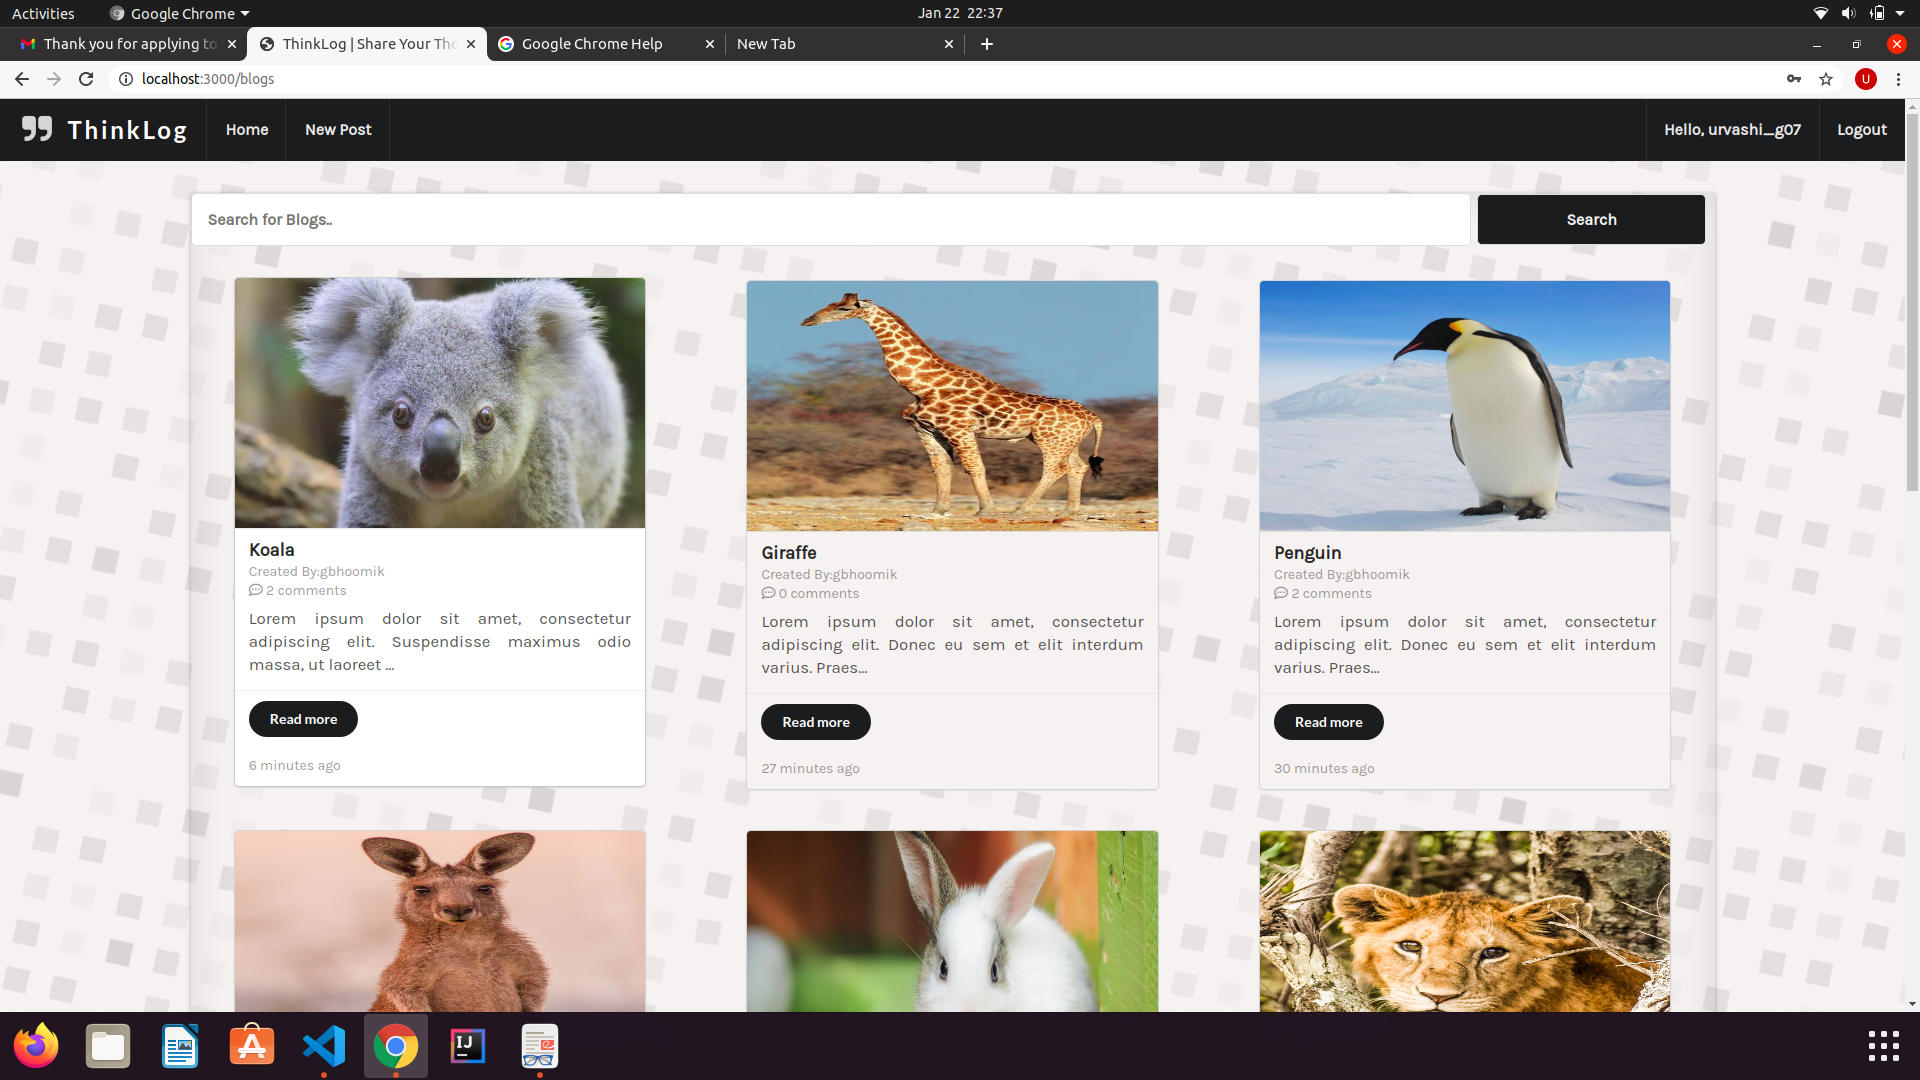 Activities
Google Chrome
Jan 22 22:37
Thank you for applying to
ThinkLog | Share Your Tho
Google Chrome Help
New Tab
localhost:3000/blogs
U
ThinkLog
Home
New Post
Hello, urvashi_g07
Logout
Search for Blogs..
Search
Koala
Created By:gbhoomik
2 comments
Lorem ipsum dolor sit amet, consectetur
adipiscing elit. Suspendisse maximus odio
massa, ut laoreet ...
Read more
6 minutes ago
Giraffe
Created By:gbhoomik
0 comments
Lorem ipsum dolor sit amet, consectetur
adipiscing elit. Donec eu sem et elit interdum
varius. Praes...
Read more
27 minutes ago
Penguin
Created By:gbhoomik
2 comments
Lorem ipsum dolor sit amet, consectetur
adipiscing elit. Donec eu sem et elit interdum
varius. Praes...
Read more
30 minutes ago
IJ